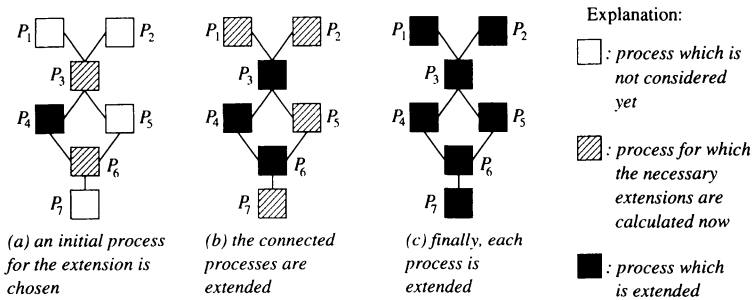 P1 P2
P3
P4 P5
P6
P7
(a) an initial process
for the extension is
chosen
P1 P2
P3
P4 P5
P6
P7
(b) the connected
processes are
extended
P1 P2
P3
P4 P5
P6
P7
(c) finally, each
process is
extended
Explanation:
: process which is
not considered
yet
: process for which
the necessary
extensions are
calculated now
: process which
is extended